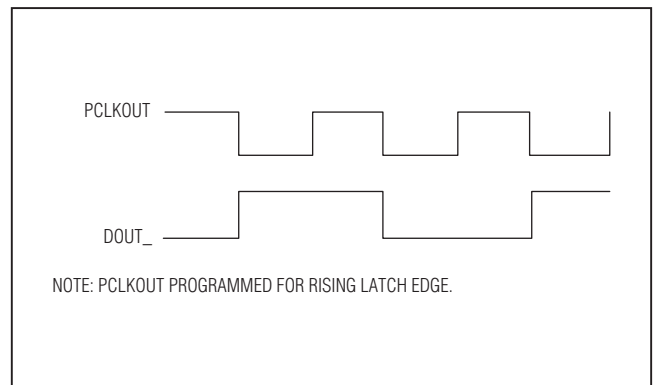 PCLKOUT
DOUT_
NOTE: PCLKOUT PROGRAMMED FOR RISING LATCH EDGE.